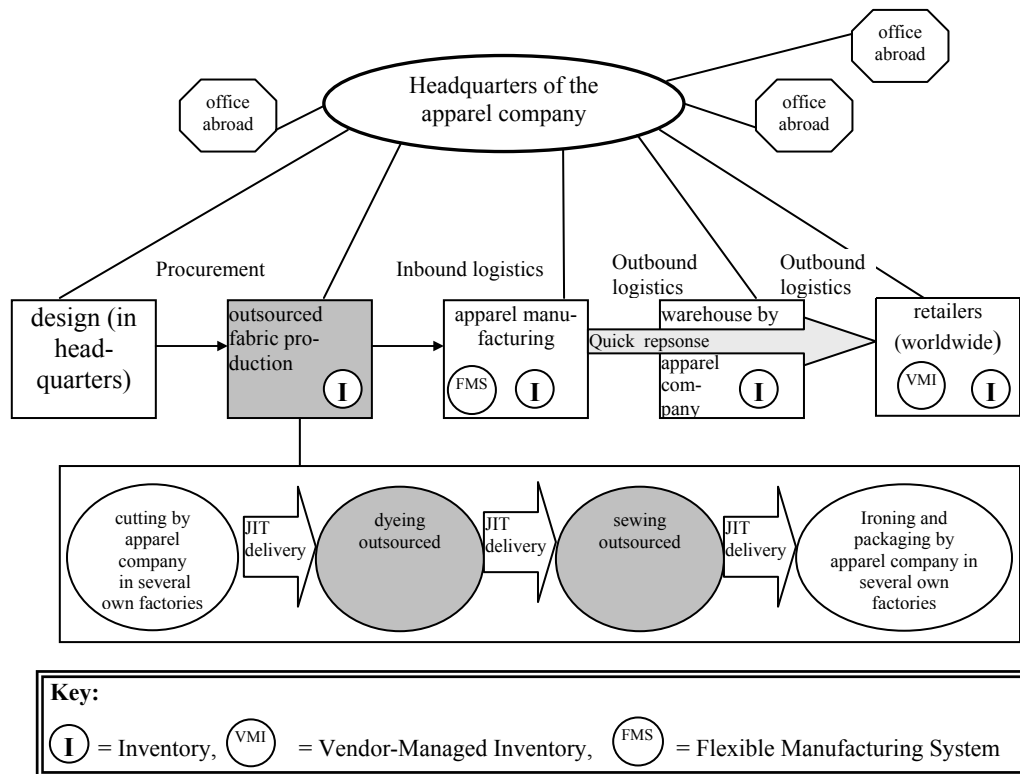 office
abroad
Headquarters of the
apparel company
office
abroad
office
abroad
Procurement
Inbound logistics
Outbound
logistics
Outbound
logistics
design (in
head-
quarters)
outsourced
fabric pro-
duction
I
apparel manu-
facturing
FMS
I
warehouse by
Quick repsonse
apparel
com-
pany
I
retailers
(worldwide)
VMI
I
cutting by
apparel
company
in several
own factories
JIT
delivery
dyeing
outsourced
JIT
delivery
sewing
outsourced
JIT
delivery
Ironing and
packaging by
apparel company in
several own
factories
Key:
I = Inventory, VMI = Vendor-Managed Inventory, FMS = Flexible Manufacturing System